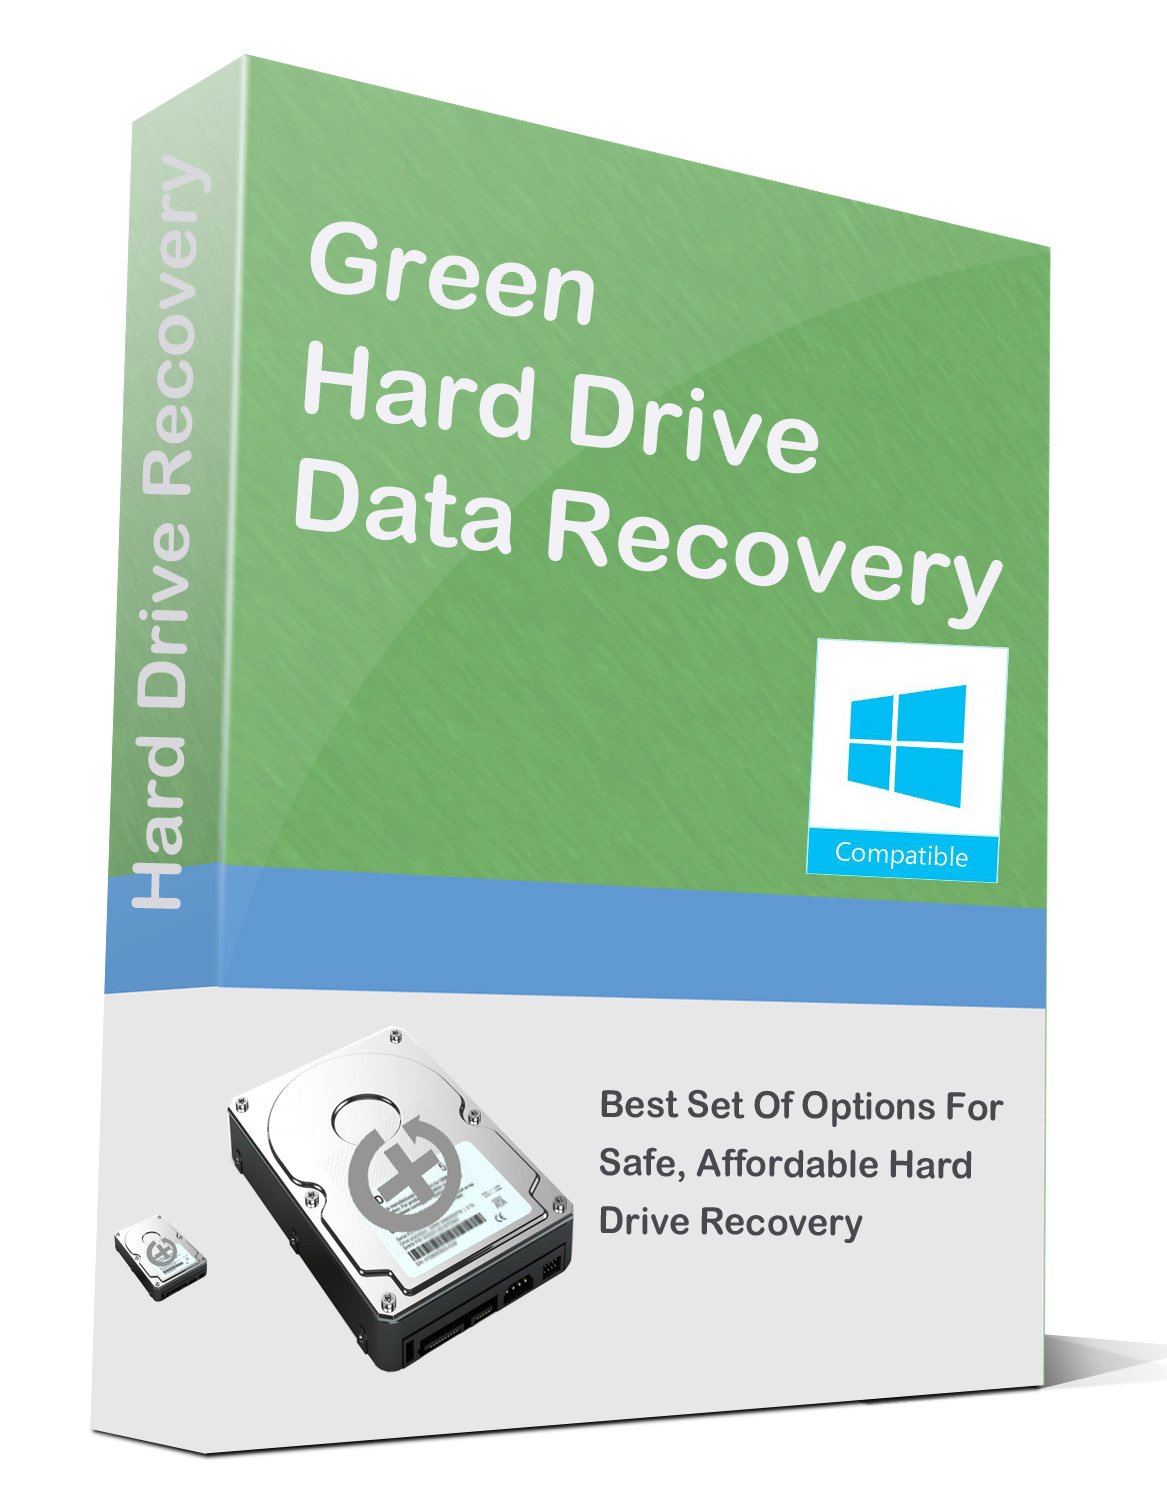 Hard Drive Recovery
Green
Hard Drive
Data Recovery
Compatible
Best Set Of Options For
Safe, Affordable Hard
Drive Recovery